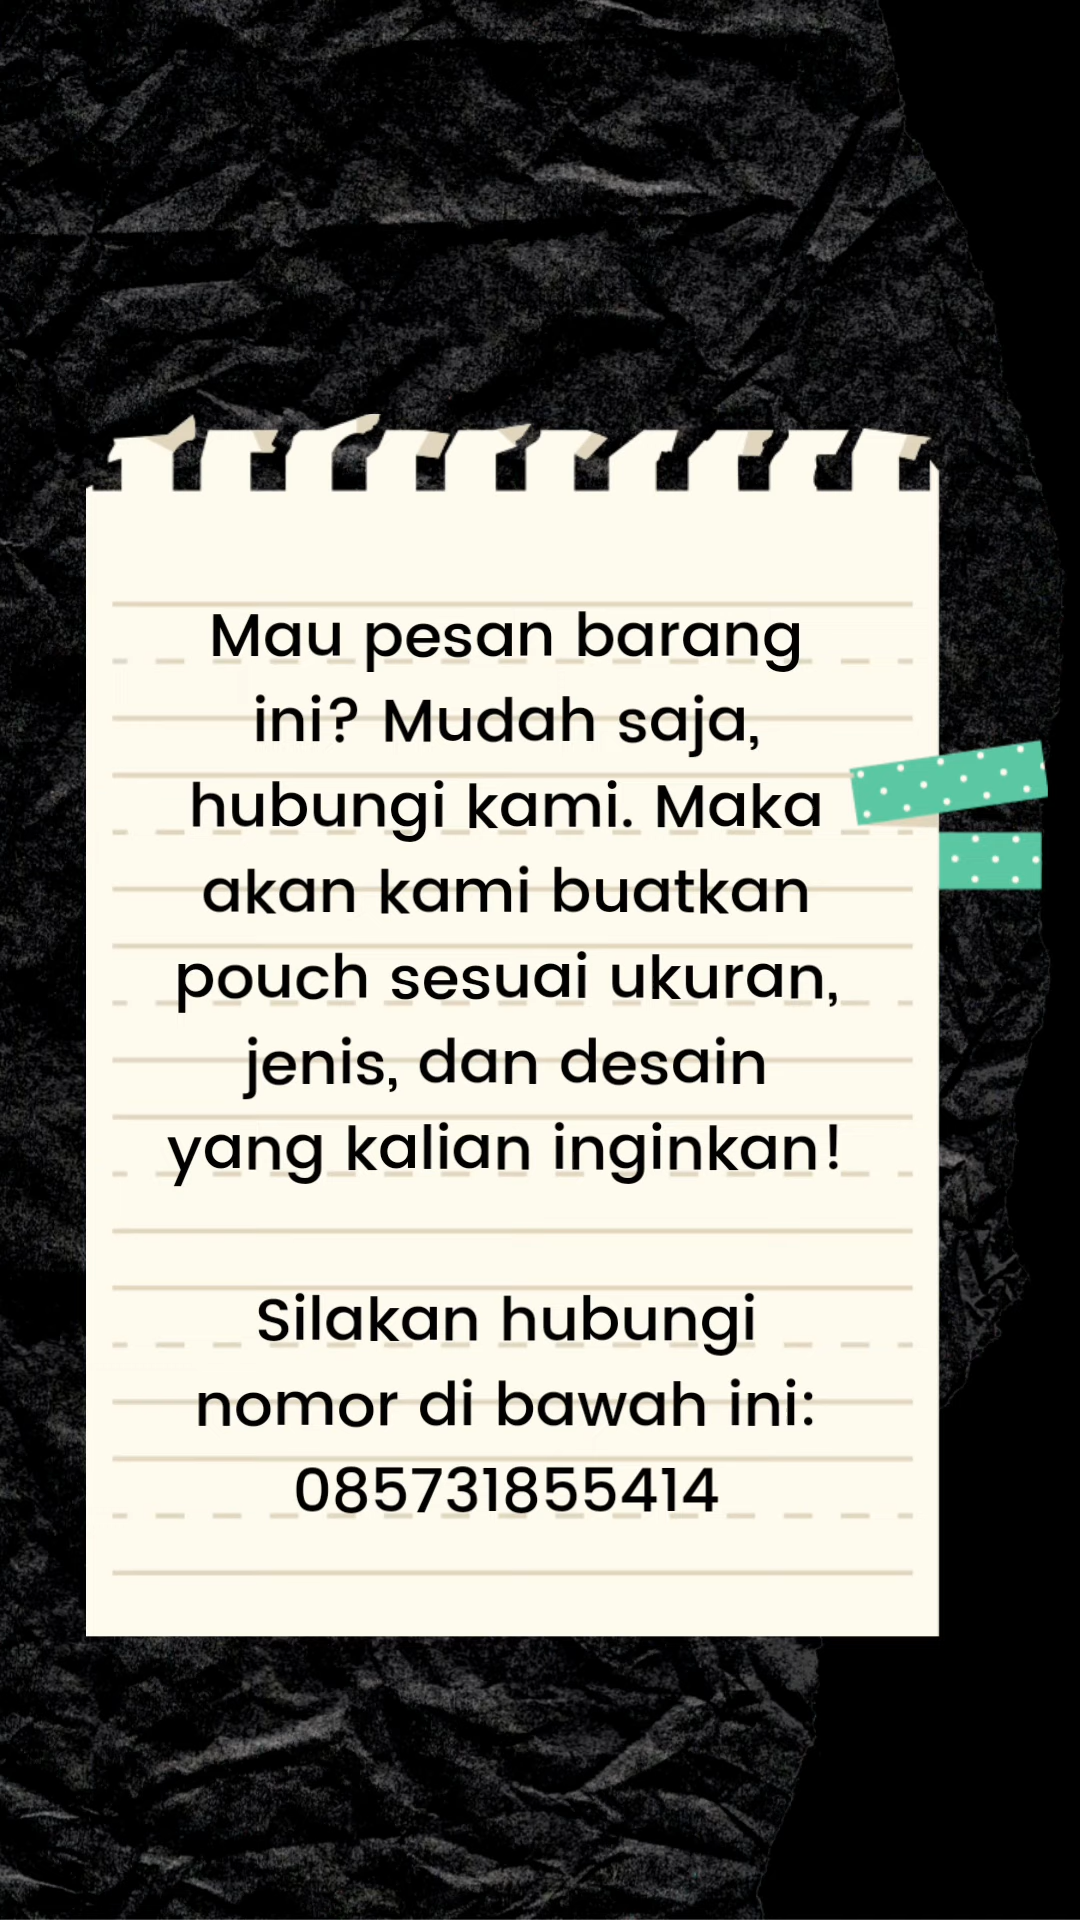 Mau pesan barang
ini? Mudah saja,
hubungi kami. Maka
akan kami buatkan
pouch sesuai ukuran,
jenis, dan desain
yang kalian inginkan!
Silakan hubungi
nomor di bawah ini:
085731855414